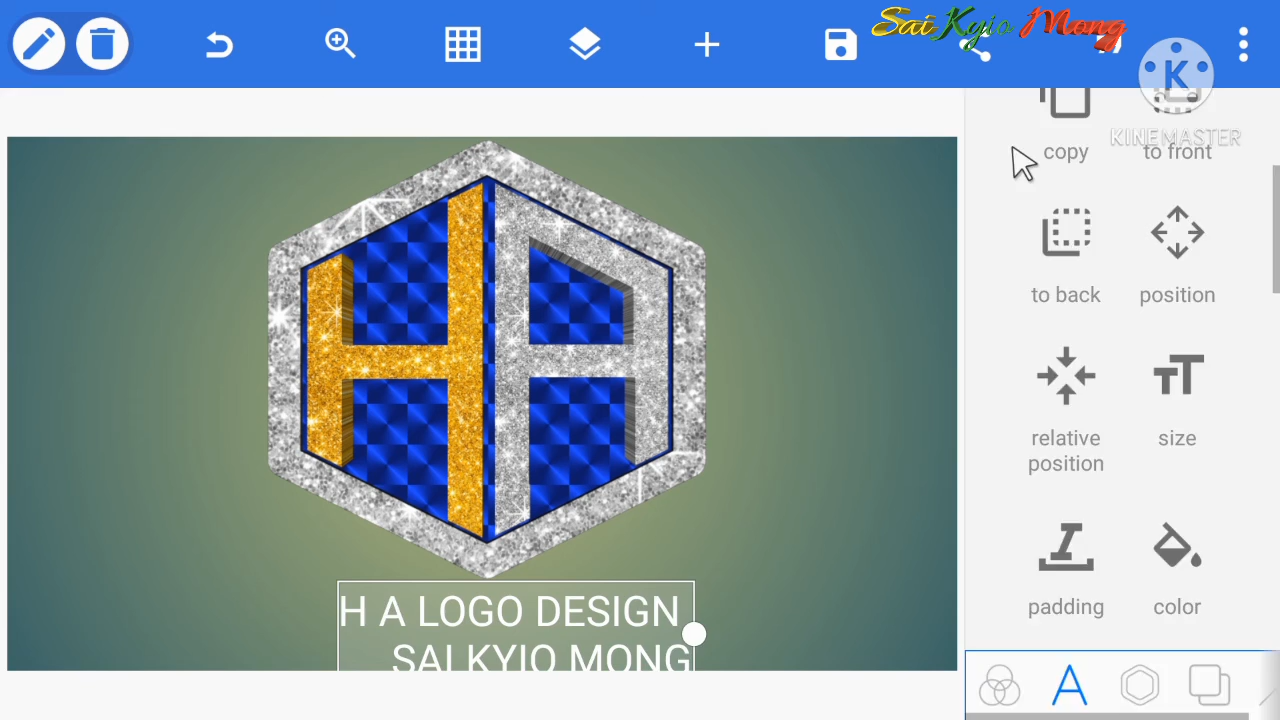 Sai Kyio Mong
K
KINEMASTER
copy
to front
to back
position
relative
position
size
padding
color
HA
H A LOGO DESIGN
SAI KYIO MONG